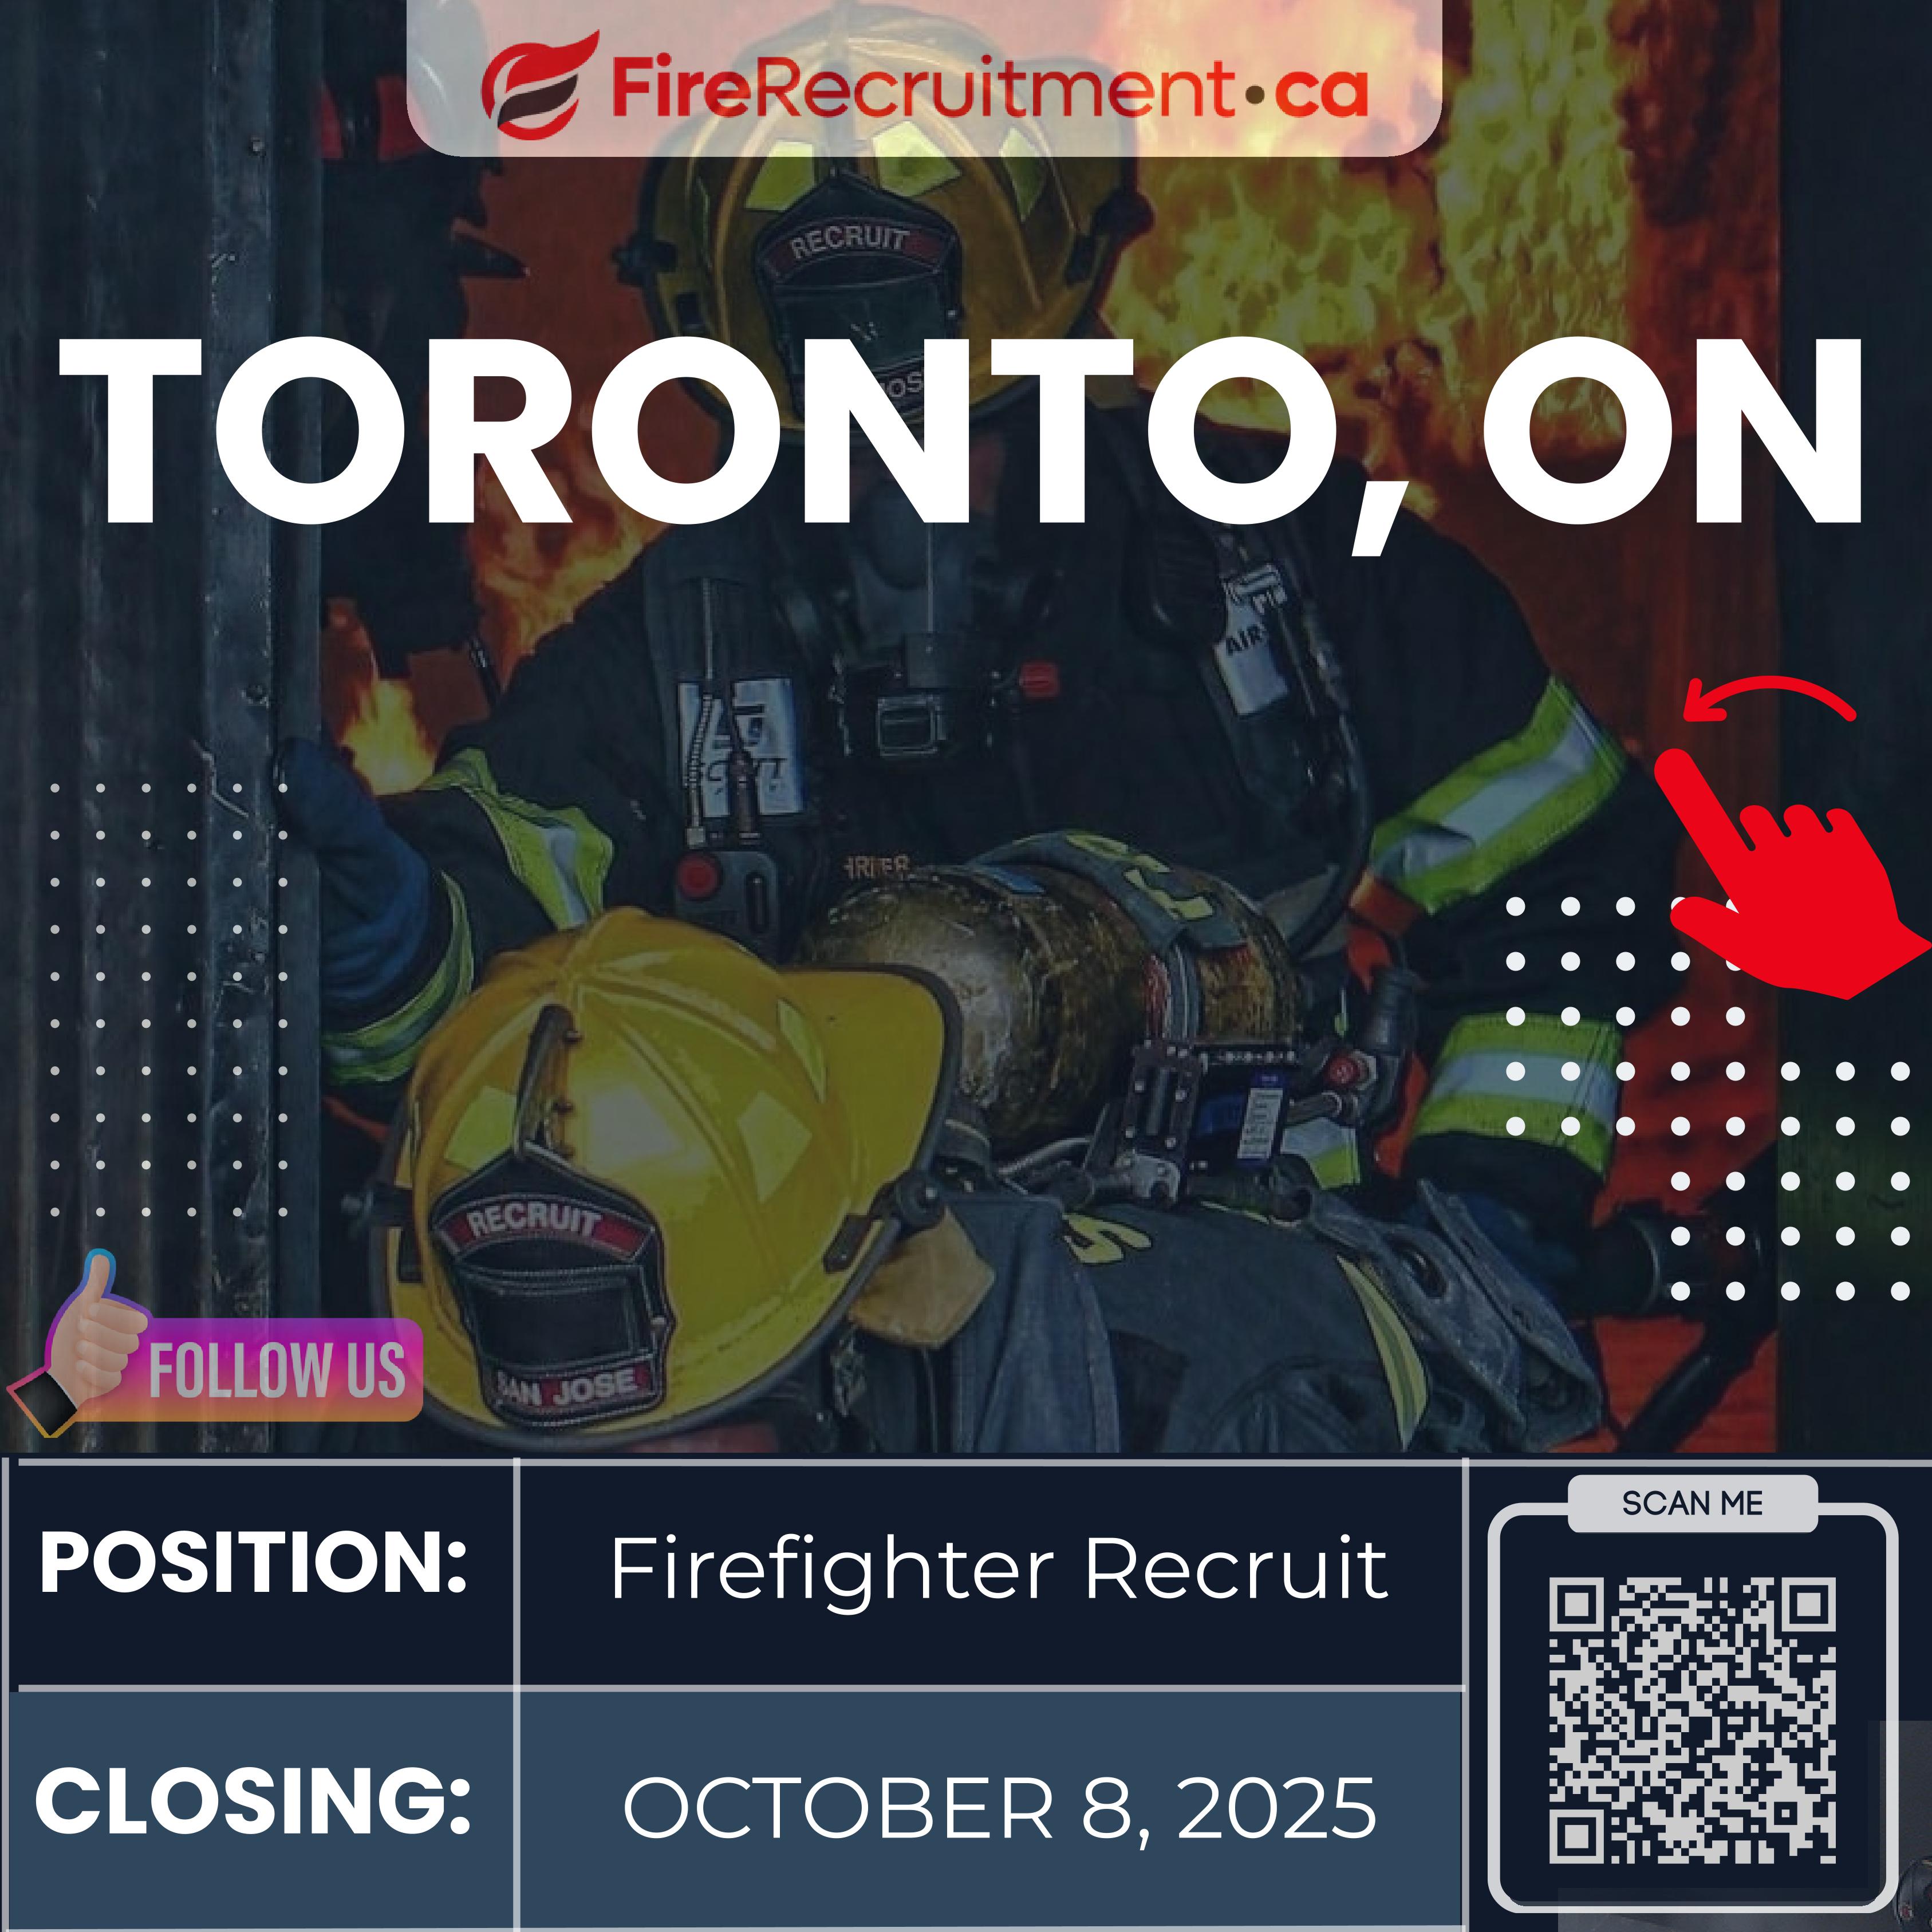 FireRecruitment.ca
RECRUIT
TORONTO, ON
AIR
RECRUIT
SAN JOSE
FOLLOW US
SCAN ME
POSITION:
Firefighter Recruit
CLOSING:
OCTOBER 8, 2025